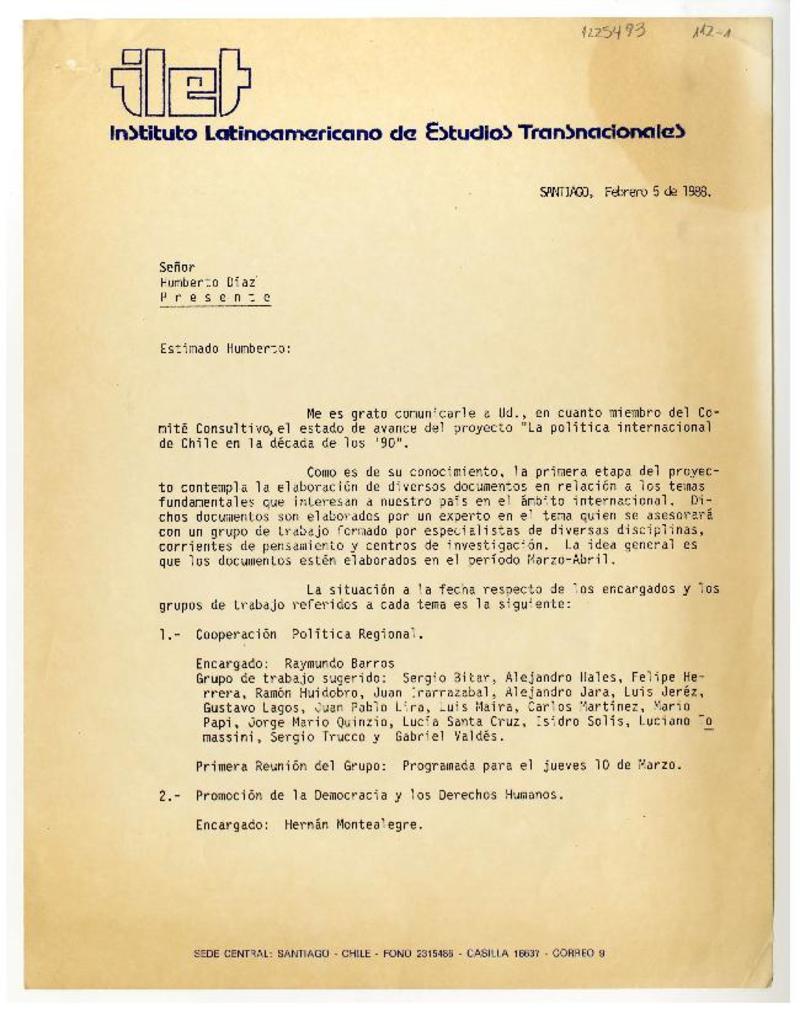 1225493 112-1
ilet
Instituto Latinoamericano de Estudios Transnacionales
SANTIAGO, Febrero 5 de 1988.
Señor
Humberto Díaz
P r e s e n t e
Estimado Humberto:
Me es grato comunicarle a Ud., en cuanto miembro del Co-
mité Consultivo, el estado de avance del proyecto "La política internacional
de Chile en la década de los '90".
Como es de su conocimiento, la primera etapa del proyec-
to contempla la elaboración de diversos documentos en relación a los temas
fundamentales que interesan a nuestro país en el ámbito internacional. Di-
chos documentos son elaborados por un experto en el tema quien se asesorará
con un grupo de trabajo formado por especialistas de diversas disciplinas,
corrientes de pensamiento y centros de investigación. La idea general es
que los documentos estén elaborados en el período Marzo-Abril.
La situación a la fecha respecto de los encargados y los
grupos de trabajo referidos a cada tema es la siguiente:
1.- Cooperación Política Regional.
Encargado: Raymundo Barros
Grupo de trabajo sugerido: Sergio Bitar, Alejandro Hales, Felipe He-
rrera, Ramón Huidobro, Juan Irarrazabal, Alejandro Jara, Luis Jeréz,
Gustavo Lagos, Juan Pablo Lira, Luis Maira, Carlos Martínez, Mario
Papi, Jorge Mario Quinzio, Lucía Santa Cruz, Isidro Solís, Luciano To
massini, Sergio Trucco y Gabriel Valdés.
Primera Reunión del Grupo: Programada para el jueves 10 de Marzo.
2.- Promoción de la Democracia y los Derechos Humanos.
Encargado: Hernán Montealegre.
SEDE CENTRAL: SANTIAGO - CHILE - FONO 2315486 - CASILLA 16637 - CORREO 9